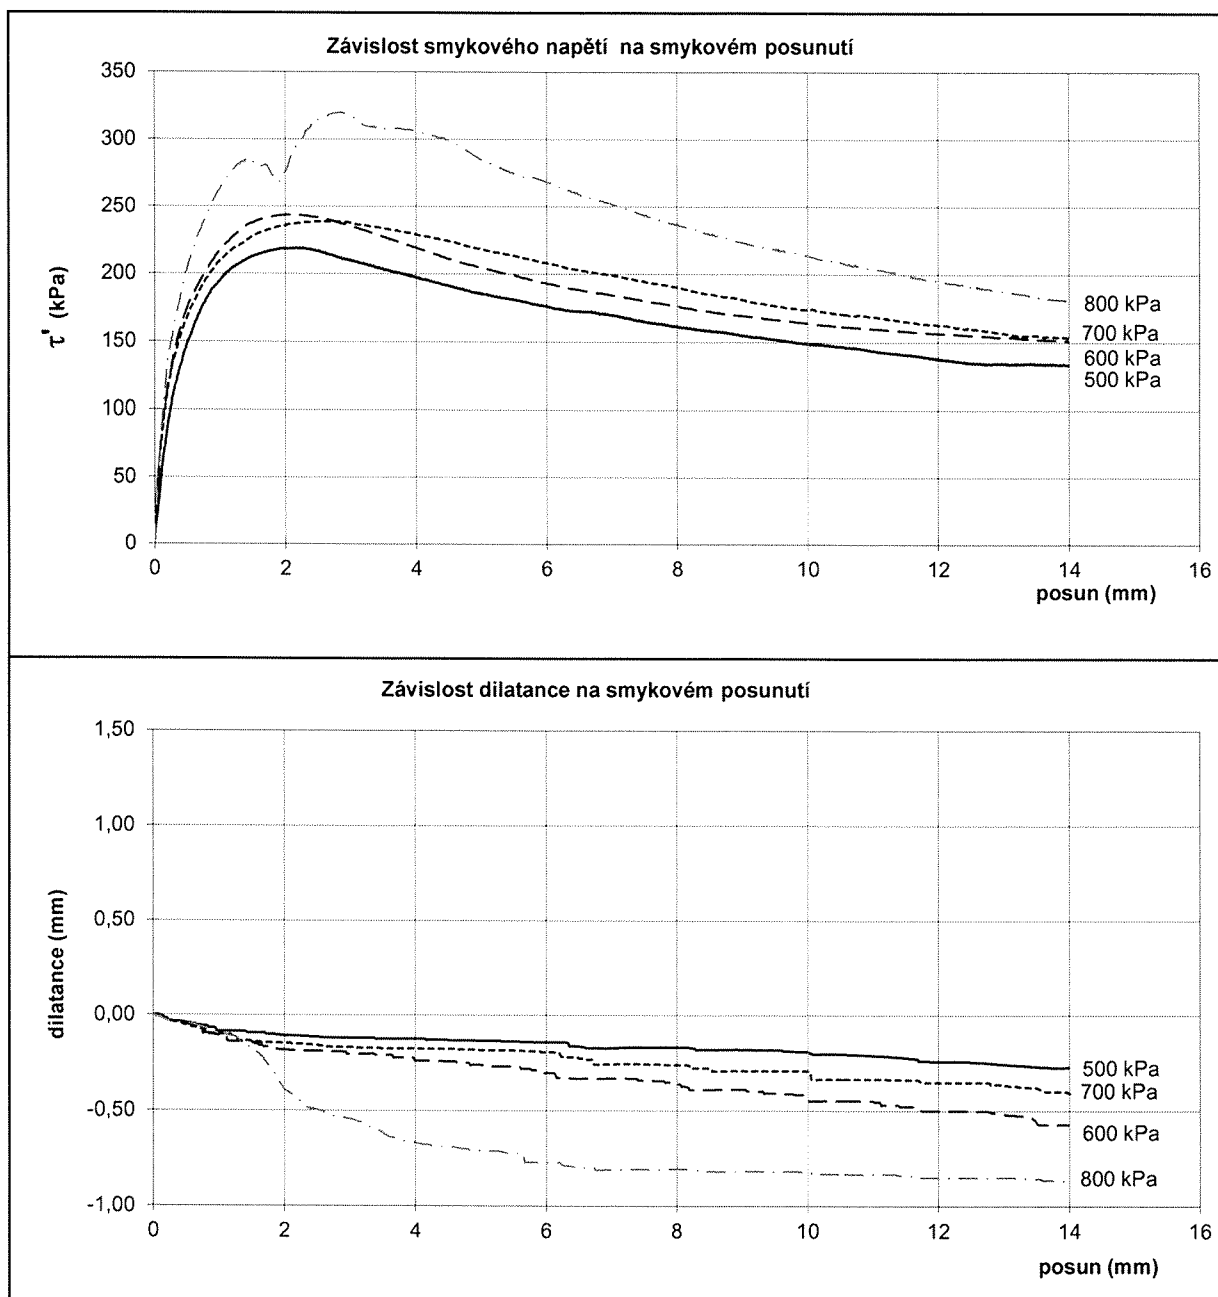 Závislost smykového napětí na smykovém posunutí
350
300
250
200
150
100
50
0
τ' (kPa)
0 2 4 6 8 10 12 14 16
posun (mm)
800 kPa
700 kPa
600 kPa
500 kPa
Závislost dilatance na smykovém posunutí
1,50
1,00
0,50
0,00
-0,50
-1,00
dilatance (mm)
0 2 4 6 8 10 12 14 16
posun (mm)
500 kPa
700 kPa
600 kPa
800 kPa